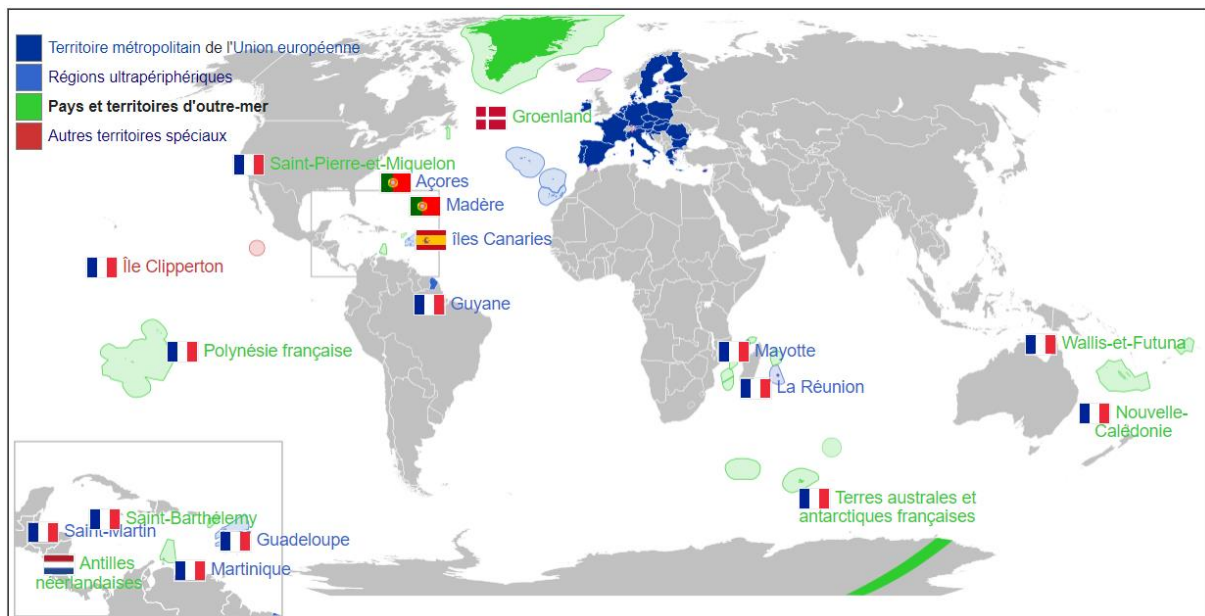 Territoire métropolitain de l'Union européenne
Régions ultrapériphériques
Pays et territoires d'outre-mer
Autres territoires spéciaux
Groenland
Saint-Pierre-et-Miquelon
Açores
Madère
îles Canaries
Île Clipperton
Guyane
Polynésie française
Mayotte
Wallis-et-Futuna
La Réunion
Nouvelle-
Calédonie
Terres australes et
antarctiques françaises
Saint-Barthélemy
Saint-Martin
Guadeloupe
Antilles
néerlandaises
Martinique